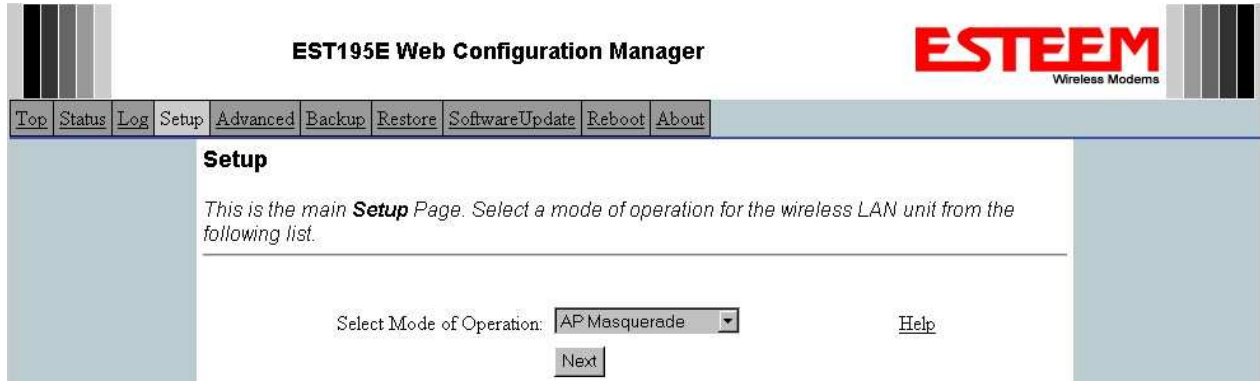 EST195E Web Configuration Manager
ESTEEM
Wireless Modems
Top Status Log Setup Advanced Backup Restore SoftwareUpdate Reboot About
Setup
This is the main Setup Page. Select a mode of operation for the wireless LAN unit from the
following list.
Select Mode of Operation: AP Masquerade Help
Next